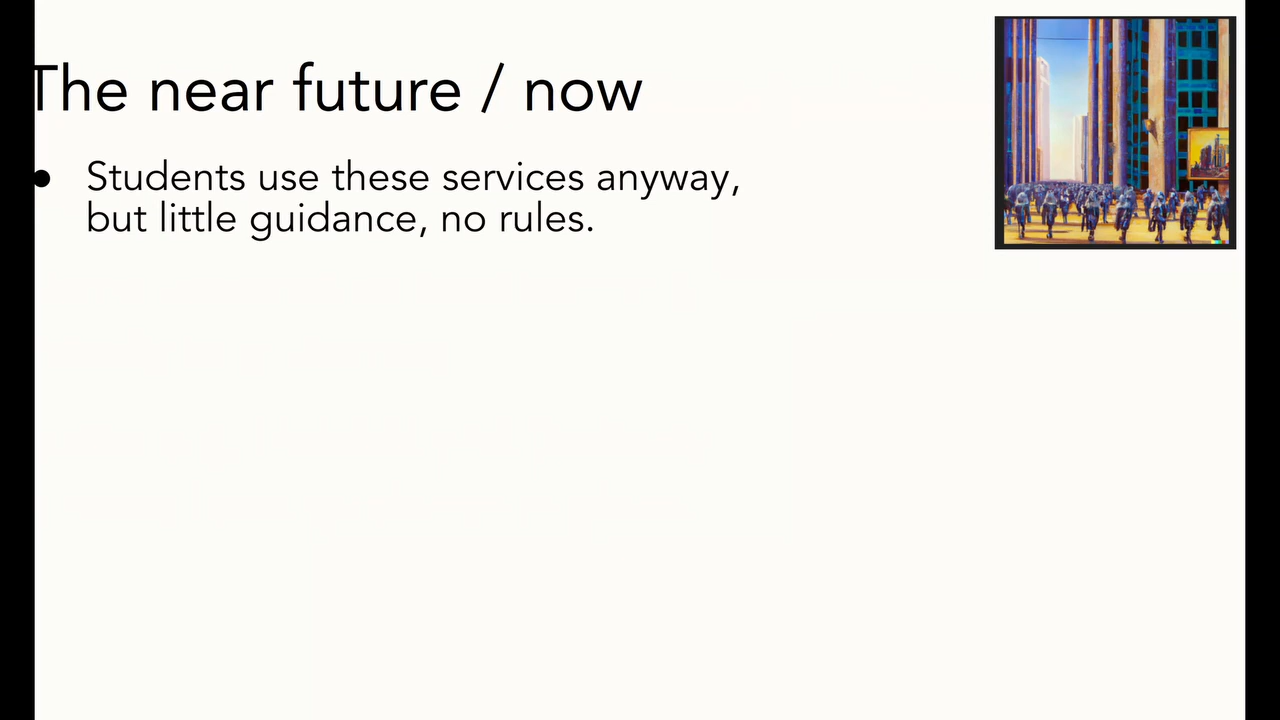 The near future / now
● Students use these services anyway,
but little guidance, no rules.